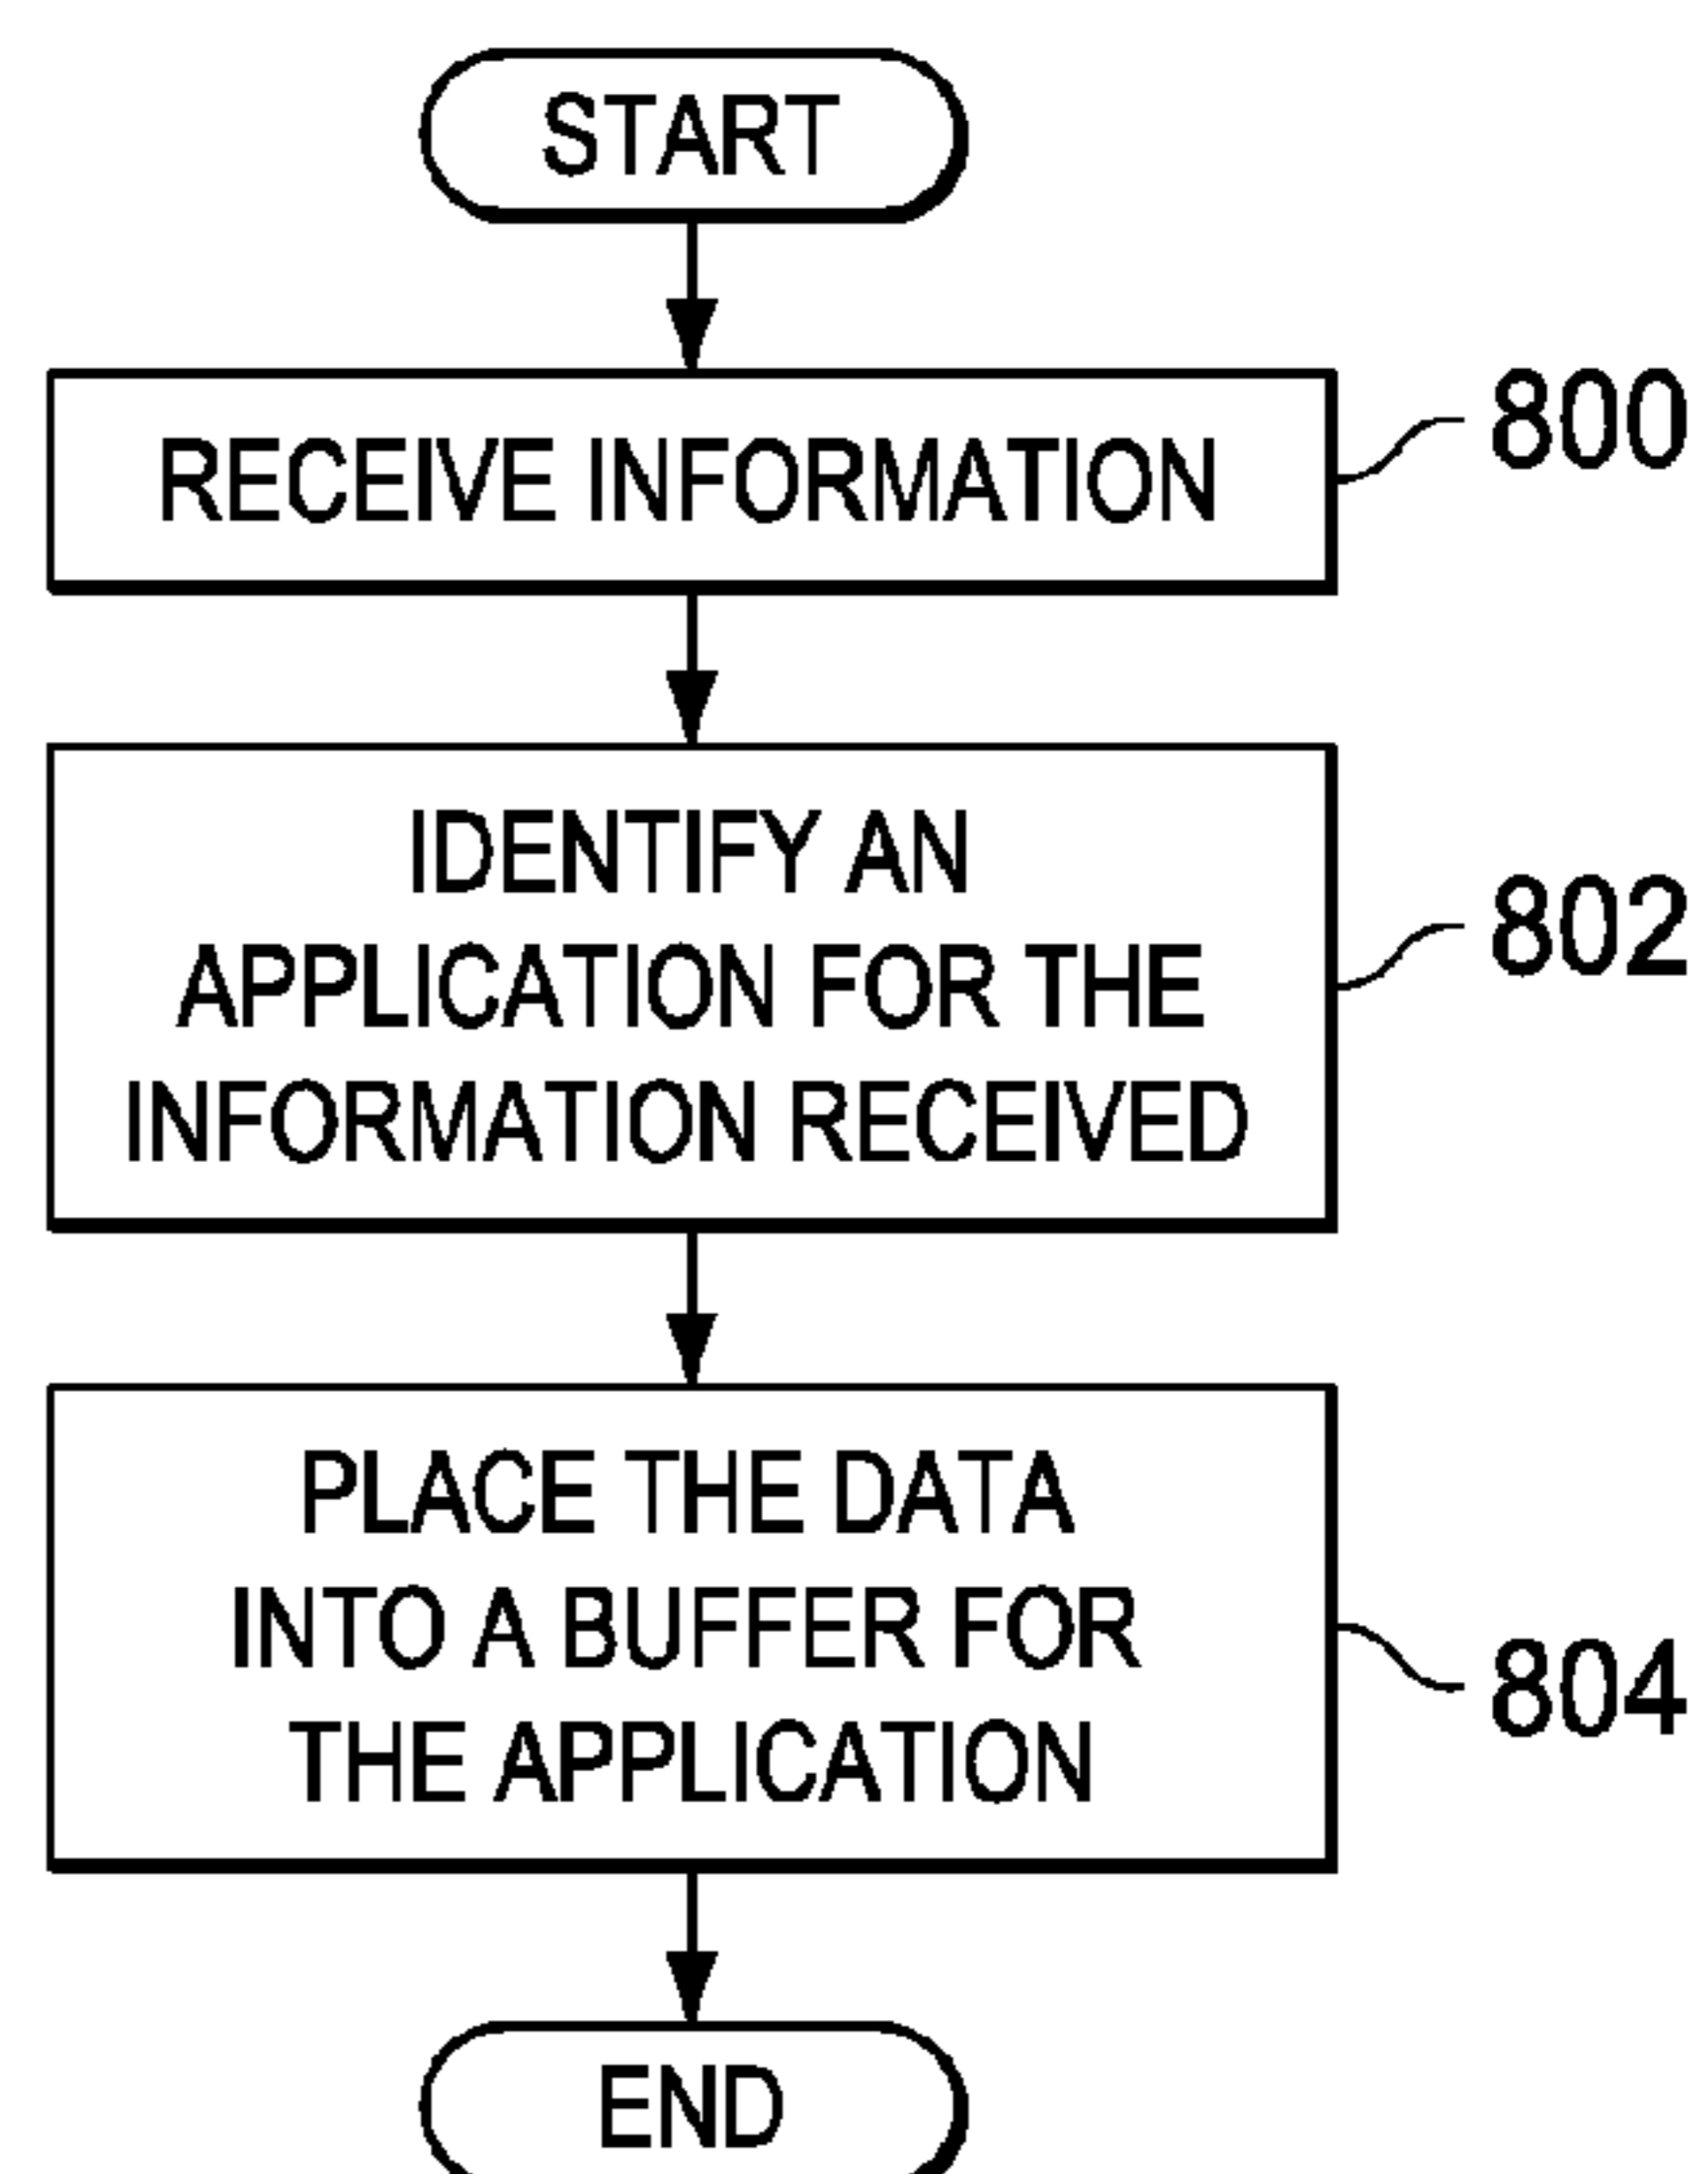 START
RECEIVE INFORMATION
800
IDENTIFY AN
APPLICATION FOR THE
INFORMATION RECEIVED
802
PLACE THE DATA
INTO A BUFFER FOR
THE APPLICATION
804
END